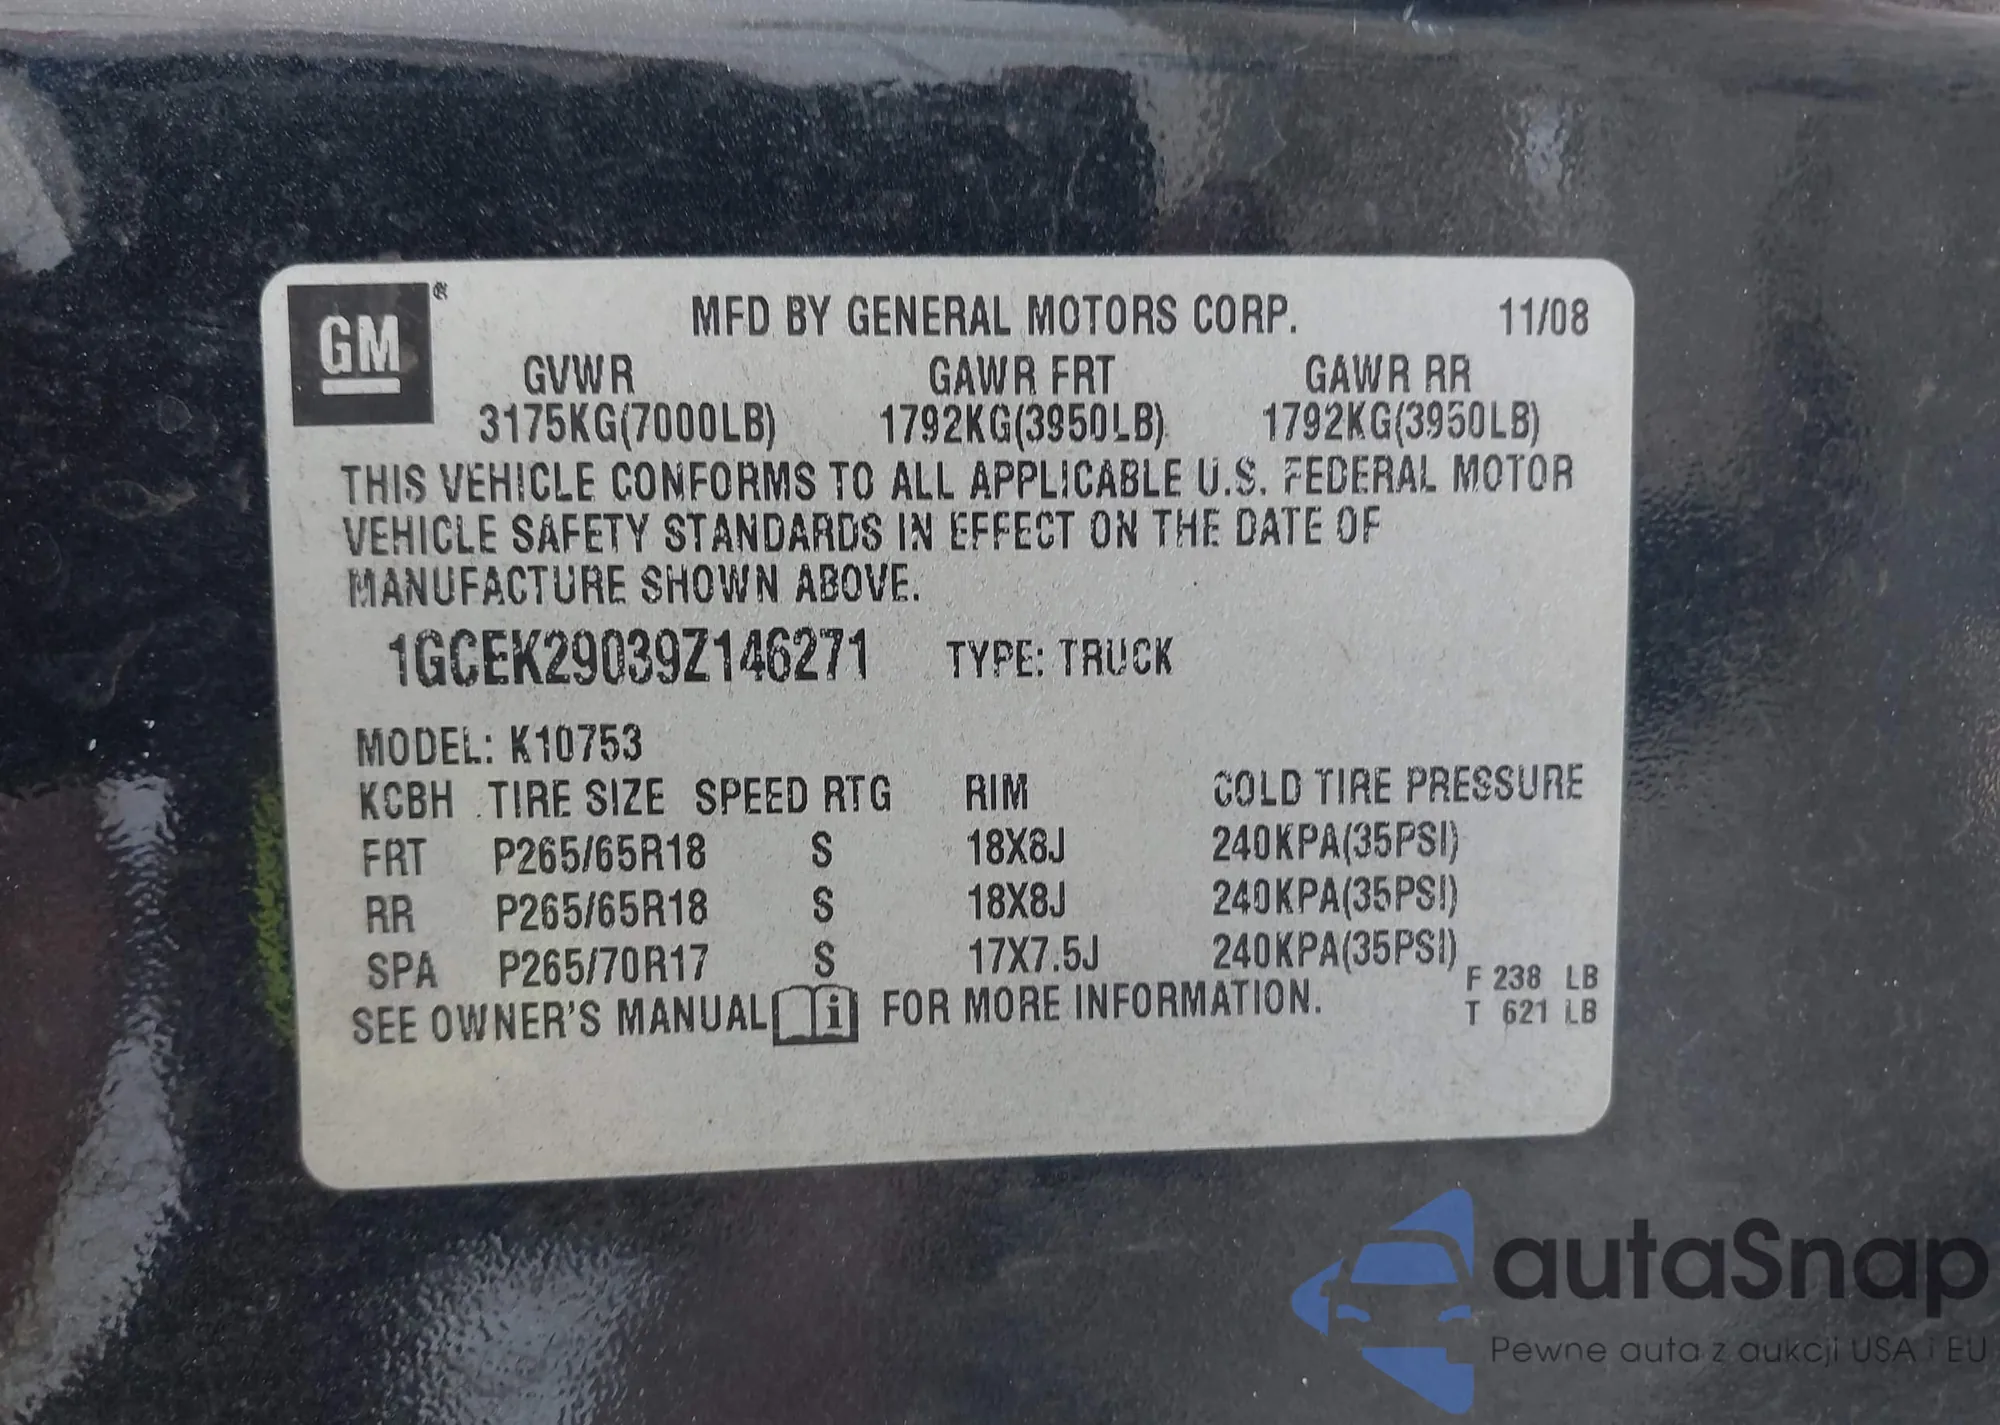 GM ®
MFD BY GENERAL MOTORS CORP. 11/08
GVWR GAWR FRT GAWR RR
3175KG(7000LB) 1792KG(3950LB) 1792KG(3950LB)
THIS VEHICLE CONFORMS TO ALL APPLICABLE U.S. FEDERAL MOTOR
VEHICLE SAFETY STANDARDS IN EFFECT ON THE DATE OF
MANUFACTURE SHOWN ABOVE.
1GCEK29039Z146271 TYPE: TRUCK
MODEL: K10753
KCBH TIRE SIZE SPEED RTG RIM COLD TIRE PRESSURE
FRT P265/65R18 S 18X8J 240KPA(35PSI)
RR P265/65R18 S 18X8J 240KPA(35PSI)
SPA P265/70R17 S 17X7.5J 240KPA(35PSI)
F 238 LB
SEE OWNER'S MANUAL i FOR MORE INFORMATION.
T 621 LB
autaSnap
Pewne auta z aukcji USA i EU